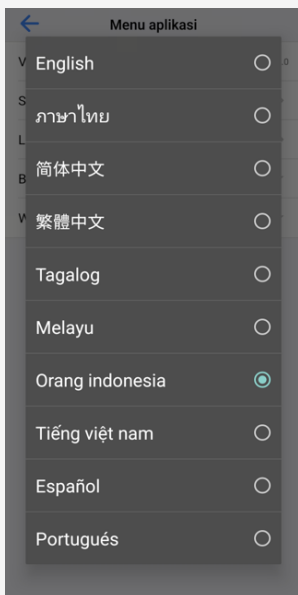 Menu aplikasi
English
ภาษาไทย
简体中文
繁體中文
Tagalog
Melayu
Orang indonesia
Tiếng việt nam
Español
Portugués